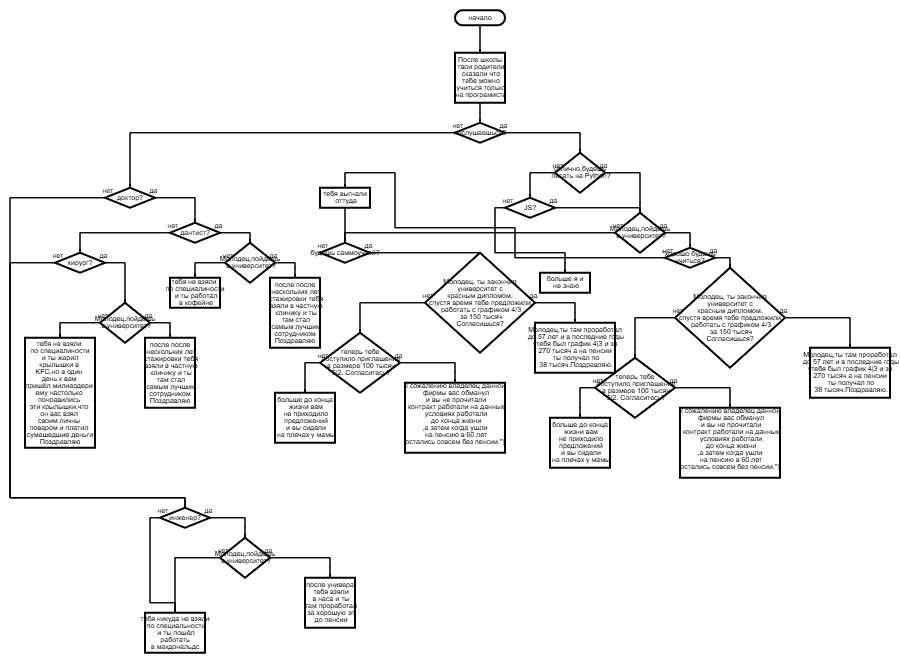 начало
После школы
твои родители
сказали что
тебе можно
учиться только
на програмиста
нет
да
нет
да
отлично,будешь
писать на Python?
нет
да
доктор?
тебя выгнали
оттуда
нет
да
JS?
нет
да
дантист?
Молодец,пойдёшь
в университет?
нет
да
будешь саммоучкой?
нет
да
хорошо будешь
учиться?
нет
да
хирург?
нет
да
Молодец,пойдёшь
в университет?
больше я и
не знаю
тебя не взяли
по специалиности
и ты работал
в кофейне
после после
нескольких лет
стажировки тебя
взяли в частную
клинику и ты
там стал
самым лучшим
сотрудником
Поздравляю
нет
да
Молодец, ты закончил
университет с
красным дипломом.
спустя время тебе предложили
работать с графиком 4/3
за 150 тысяч
Согласишься?
нет
да
Молодец, ты закончил
университет с
красным дипломом.
спустя время тебе предложили
работать с графиком 4/3
за 150 тысяч
Согласишься?
нет
да
Молодец,пойдёшь
в университет?
тебя не взяли
по специалиности
и ты жарил
крылышки в
KFC,но в один
день к вам
пришёл милиардери
ему настолько
понравились
эти крылышки,что
он вас взял
своим личны
поваром и платил
сумашедшие деньги
Поздравляю
после после
нескольких лет
стажировки тебя
взяли в частную
клинику и ты
там стал
самым лучшим
сотрудником
Поздравляю
нет
да
теперь тебе
поступило приглашение
в размере 100 тысяч
5/2. Согласитесь?
Молодец,ты там проработал
до 57 лет и в последние годы
утебя был график 4|3 и за
270 тысяч а на пенсии
ты получал по
38 тысяч.Поздравляю.
Молодец,ты там проработал
до 57 лет и в последние годы
утебя был график 4|3 и за
270 тысяч а на пенсии
ты получал по
38 тысяч.Поздравляю.
нет
да
теперь тебе
поступило приглашение
в размере 100 тысяч
5/2. Согласитесь?
больше до конца
жизни вам
не приходило
предложений
и вы сидели
на плечах у мамы
к сожалению владелец данной
фирмы вас обманул
и вы не прочитали
контракт работали на данных
условиях работали
до конца жизни
,а затем когда ушли
на пенсию в 60 лет
остались совсем без пенсии.")
больше до конца
жизни вам
не приходило
предложений
и вы сидели
на плечах у мамы
к сожалению владелец данной
фирмы вас обманул
и вы не прочитали
контракт работали на данных
условиях работали
до конца жизни
,а затем когда ушли
на пенсию в 60 лет
остались совсем без пенсии.")
нет
да
инженер?
нет
да
Молодец,пойдёшь
в университет?
после универа
тебя взяли
в наса и ты
там проработал
за хорошую зп
до пенсии
тебя никуда не взяли
по специальности
и ты пошёл
работать
в макдональдс